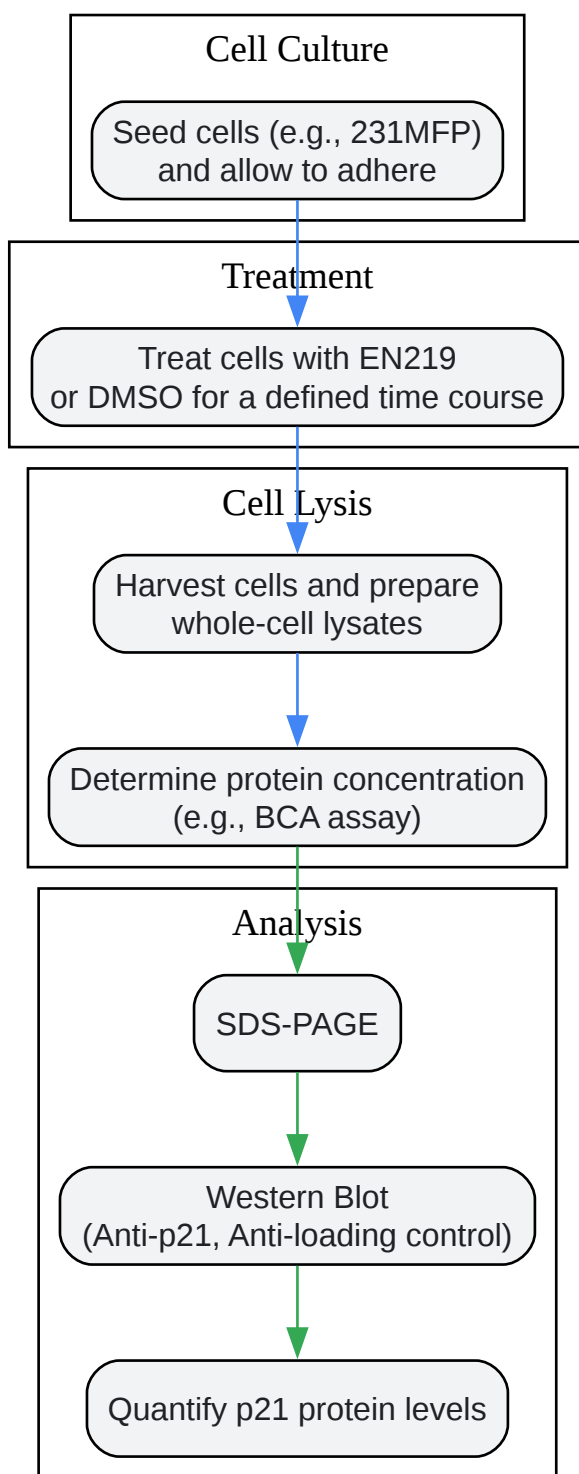 Cell Culture
Seed cells (e.g., 231MFP)
and allow to adhere
Treatment
Treat cells with EN219
or DMSO for a defined time course
Cell Lysis
Harvest cells and prepare
whole-cell lysates
Determine protein concentration
(e.g., BCA assay)
Analysis
SDS-PAGE
Western Blot
(Anti-p21, Anti-loading control)
Quantify p21 protein levels